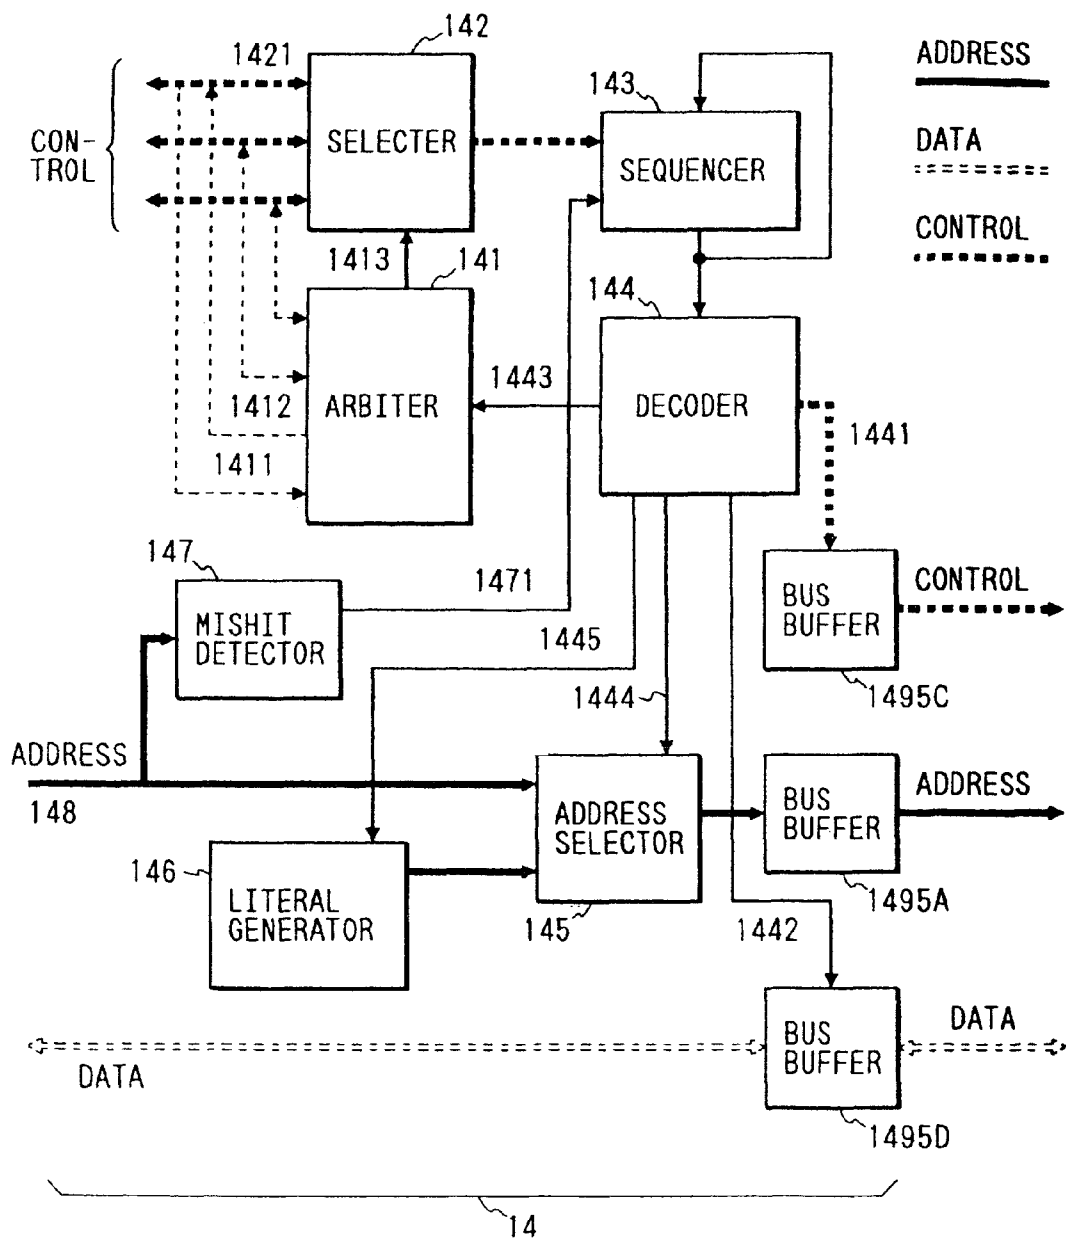 142
1421
SELECTER
CON-
TROL
143
SEQUENCER
ADDRESS
DATA
CONTROL
1413
141
144
1443
ARBITER
DECODER
1412
1411
1441
147
MISHIT
DETECTOR
1471
1445
1444
BUS
BUFFER
CONTROL
1495C
ADDRESS
148
ADDRESS
SELECTOR
BUS
BUFFER
ADDRESS
146
LITERAL
GENERATOR
145
1442
1495A
BUS
BUFFER
DATA
DATA
1495D
14